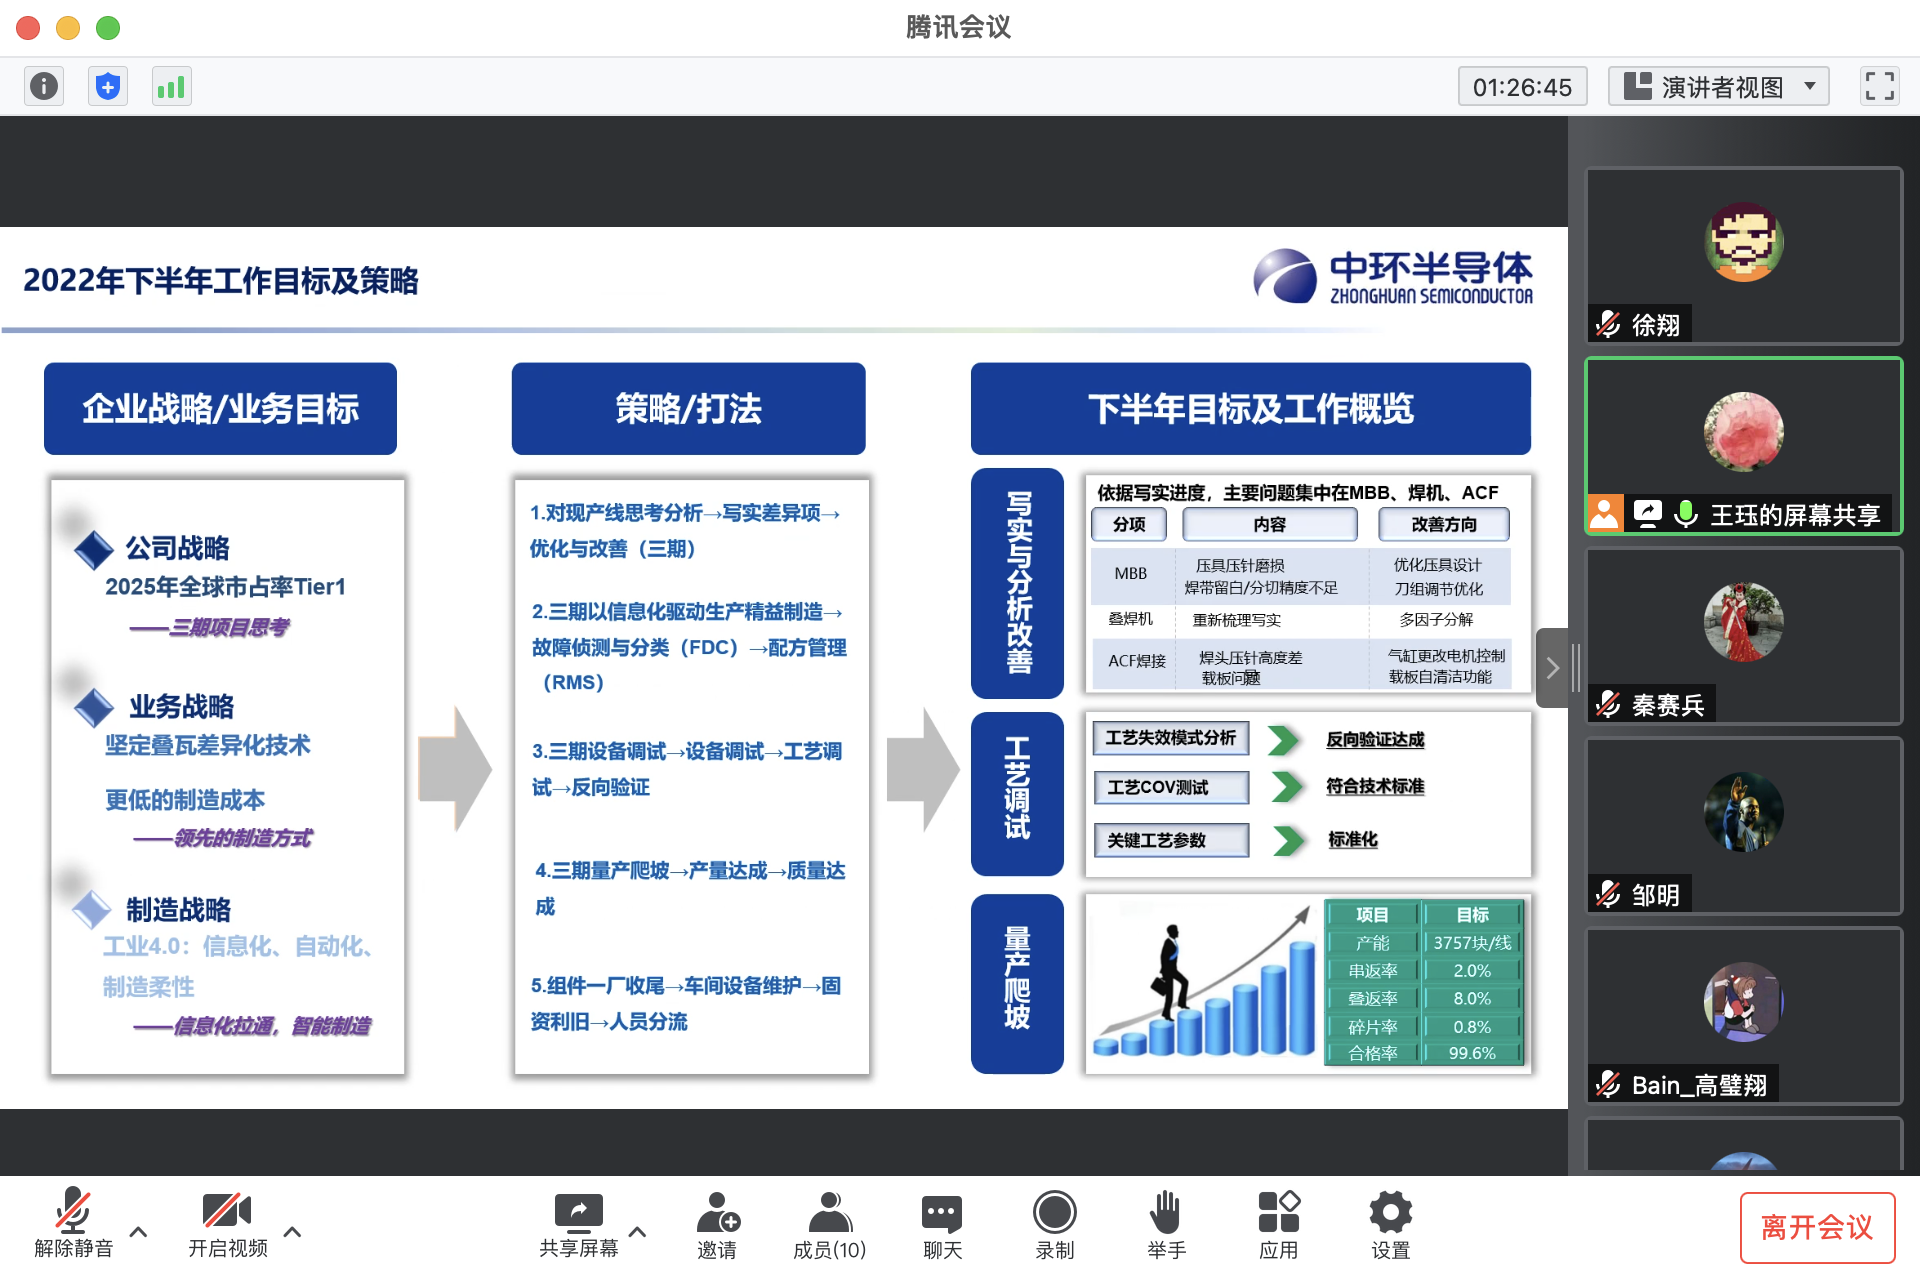 腾讯会议
01:26:45
演讲者视图
2022年下半年工作目标及策略
中环半导体
ZHONGHUAN SEMICONDUCTOR
企业战略/业务目标
公司战略
2025年全球市占率Tier1
——三期项目思考
业务战略
坚定叠瓦差异化技术
更低的制造成本
——领先的制造方式
制造战略
工业4.0：信息化、自动化、
制造柔性
——信息化拉通，智能制造
策略/打法
1.对现产线思考分析→写实差异项→
优化与改善（三期）
2.三期以信息化驱动生产精益制造→
故障侦测与分类（FDC）→配方管理
（RMS）
3.三期设备调试→设备调试→工艺调
试→反向验证
4.三期量产爬坡→产量达成→质量达
成
5.组件一厂收尾→车间设备维护→固
资利旧→人员分流
下半年目标及工作概览
写实与分析改善
依据写实进度，主要问题集中在MBB、焊机、ACF
分项 内容 改善方向
MBB
压具压针磨损
焊带留白/分切精度不足
优化压具设计
刀组调节优化
叠焊机 重新梳理写实 多因子分解
ACF焊接
焊头压针高度差
载板问题
气缸更改电机控制
载板自清洁功能
工艺调试
工艺失效模式分析 反向验证达成
工艺COV测试 符合技术标准
关键工艺参数 标准化
量产爬坡
项目 目标
产能 3757块/线
串返率 2.0%
叠返率 8.0%
碎片率 0.8%
合格率 99.6%
徐翔
王珏的屏幕共享
秦赛兵
邹明
Bain_高璧翔
解除静音
开启视频
共享屏幕
邀请
成员(10)
聊天
录制
举手
应用
设置
离开会议